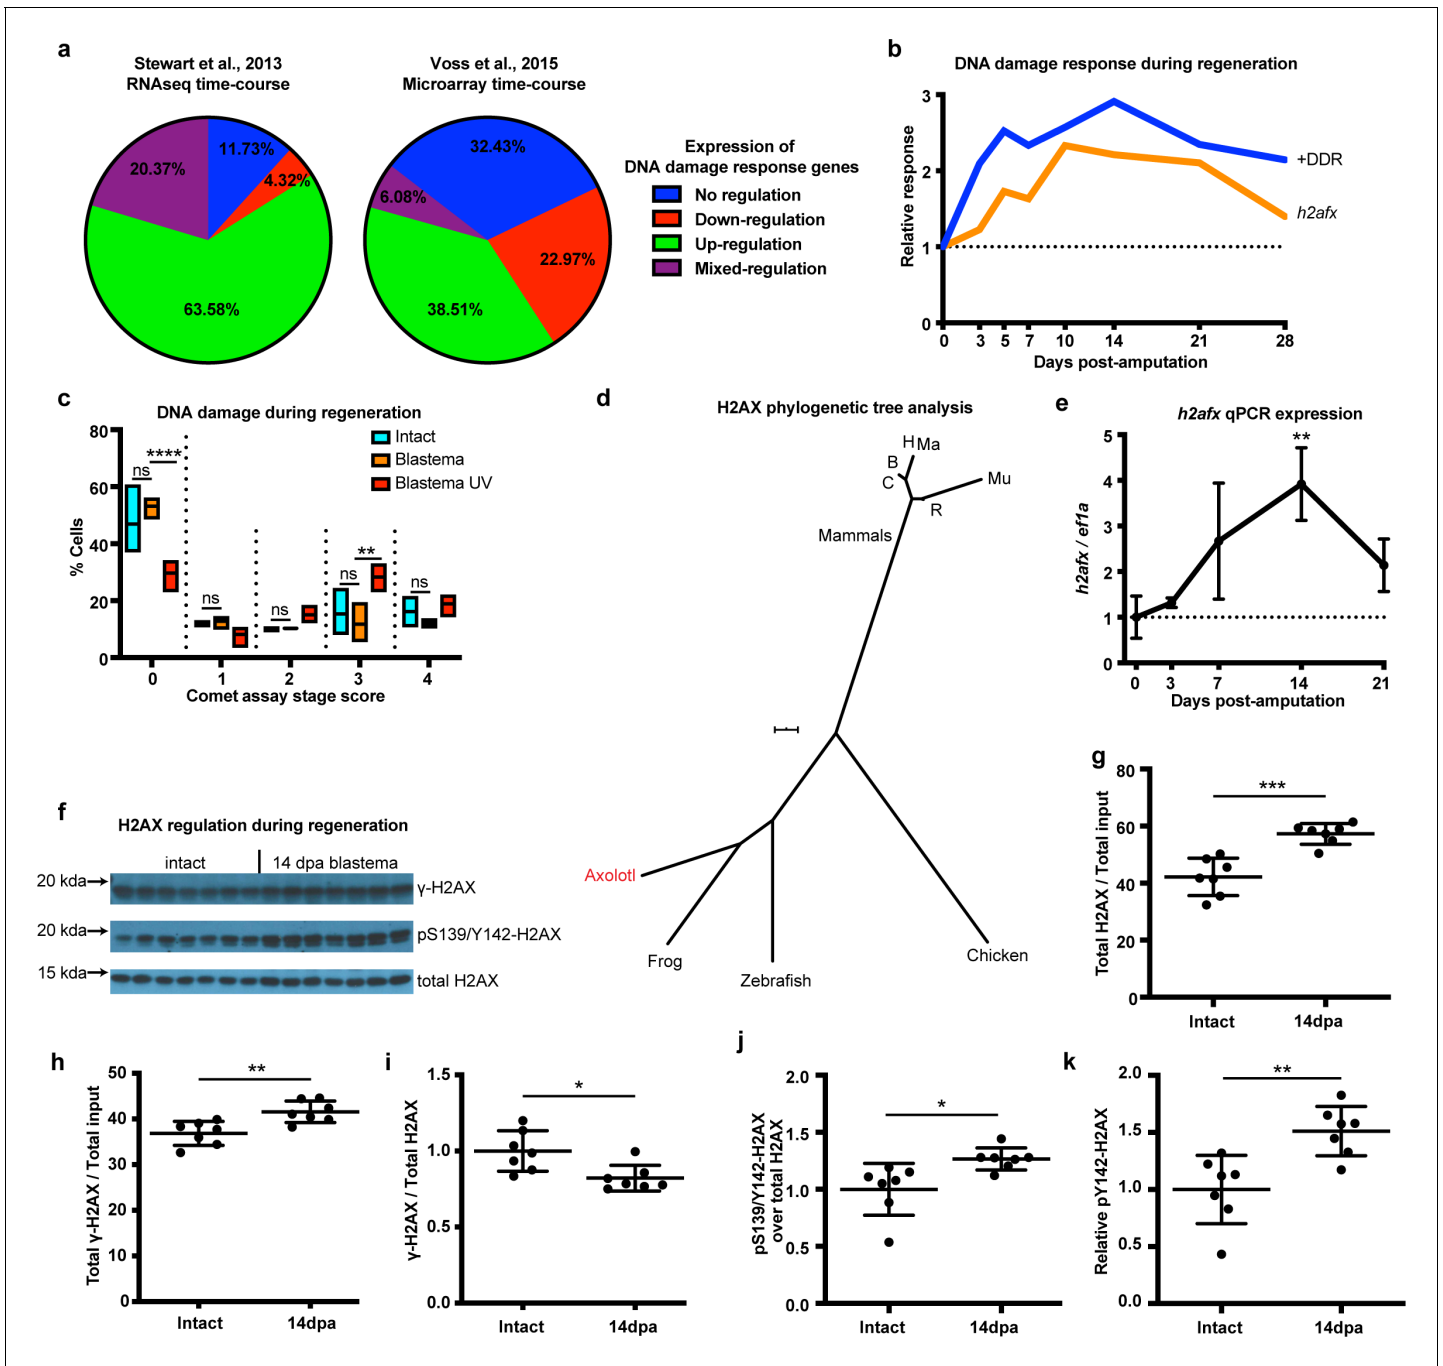 a
Stewart et al., 2013
RNAseq time-course
Voss et al., 2015
Microarray time-course
11.73%
4.32%
20.37%
63.58%
32.43%
6.08%
22.97%
38.51%
Expression of
DNA damage response genes
No regulation
Down-regulation
Up-regulation
Mixed-regulation
b
DNA damage response during regeneration
Relative response
3
2
1
0
+DDR
h2afx
0 3 5 7 10 14 21 28
Days post-amputation
c
DNA damage during regeneration
% Cells
80
60
40
20
0
Intact
Blastema
Blastema UV
ns
****
ns
ns
ns
**
ns
0 1 2 3 4
Comet assay stage score
d
H2AX phylogenetic tree analysis
H Ma
B
C
Mu
R
Mammals
Axolotl
Frog
Zebrafish
Chicken
e
h2afx qPCR expression
h2afx / ef1a
5
4
3
2
1
0
**
0 3 7 14 21
Days post-amputation
f
H2AX regulation during regeneration
intact
14 dpa blastema
20 kda
γ-H2AX
20 kda
pS139/Y142-H2AX
15 kda
total H2AX
g
Total H2AX / Total input
80
60
40
20
0
***
Intact 14dpa
h
Total γ-H2AX / Total input
50
40
30
20
10
0
**
Intact 14dpa
i
γ-H2AX / Total H2AX
1.5
1.0
0.5
0.0
*
Intact 14dpa
j
pS139/Y142-H2AX
over total H2AX
2.0
1.5
1.0
0.5
0.0
*
Intact 14dpa
k
Relative pY142-H2AX
2.0
1.5
1.0
0.5
0.0
**
Intact 14dpa